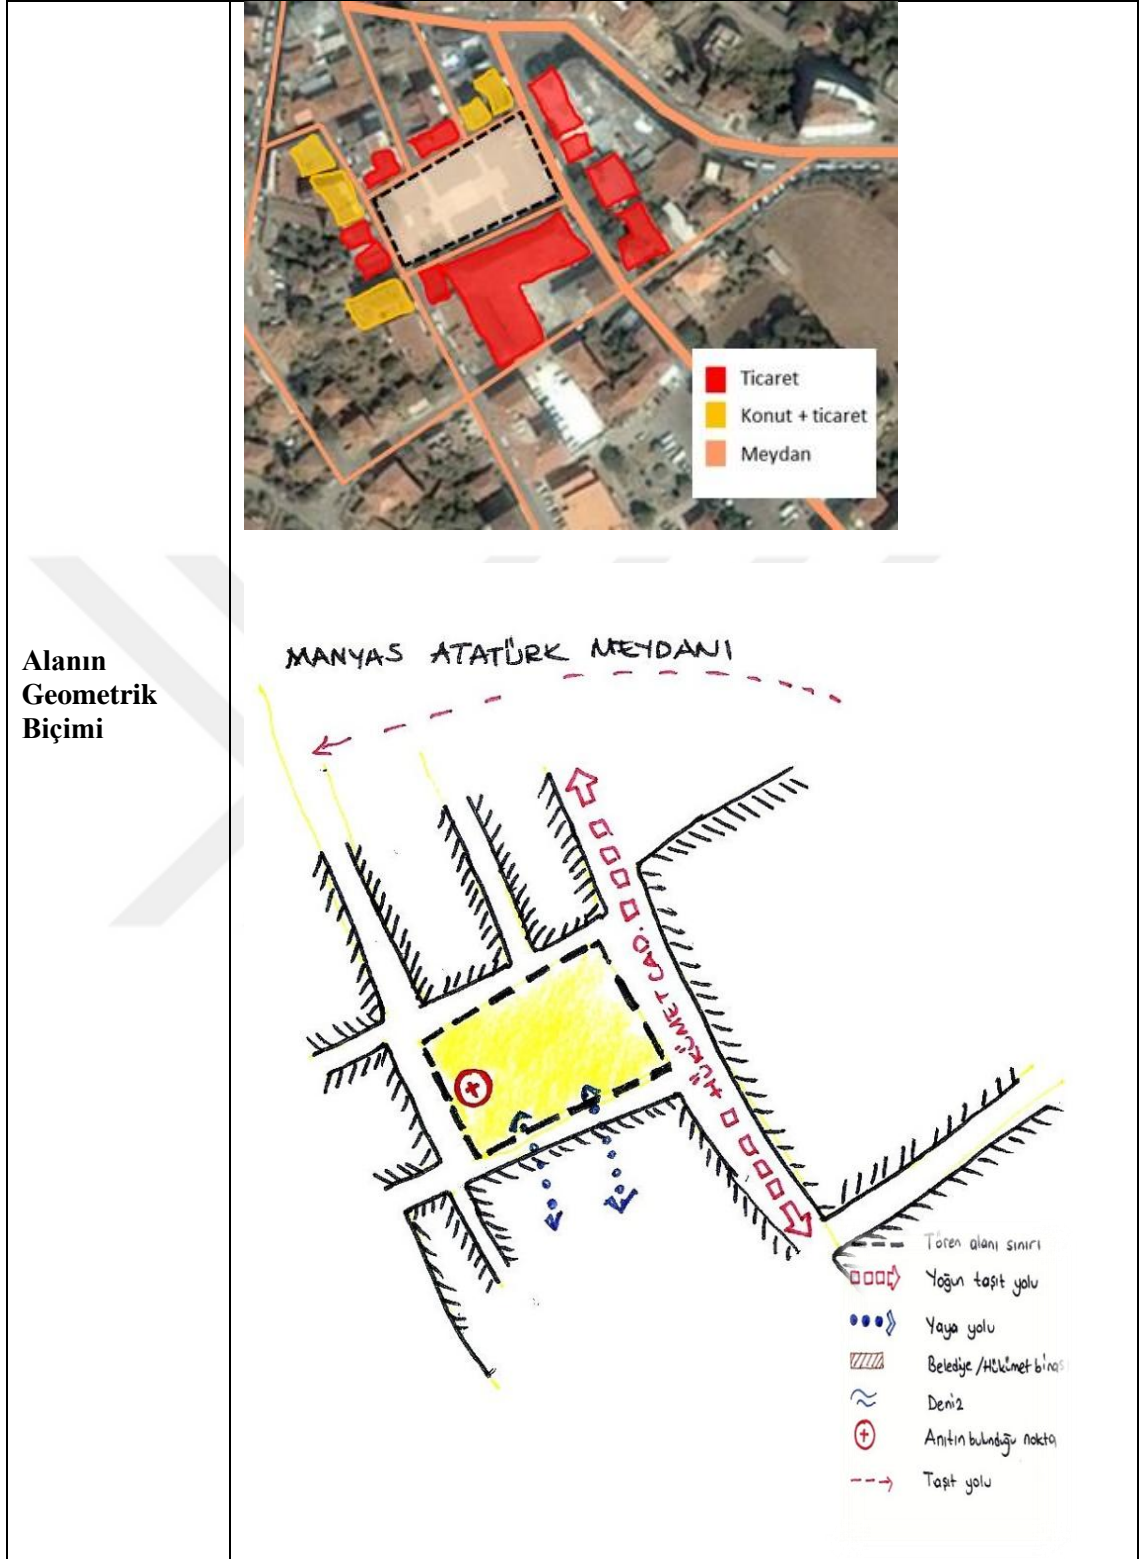 Ticaret
Konut + ticaret
Meydan
Alanın
Geometrik
Biçimi
MANYAS ATATÜRK MEYDANI
HÜKÜMET CAD.
Tören alanı sınırı
Yoğun taşıt yolu
Yaya yolu
Belediye/Hükümet binas
Deniz
Anıtın bulunduğu nokta
Taşıt yolu